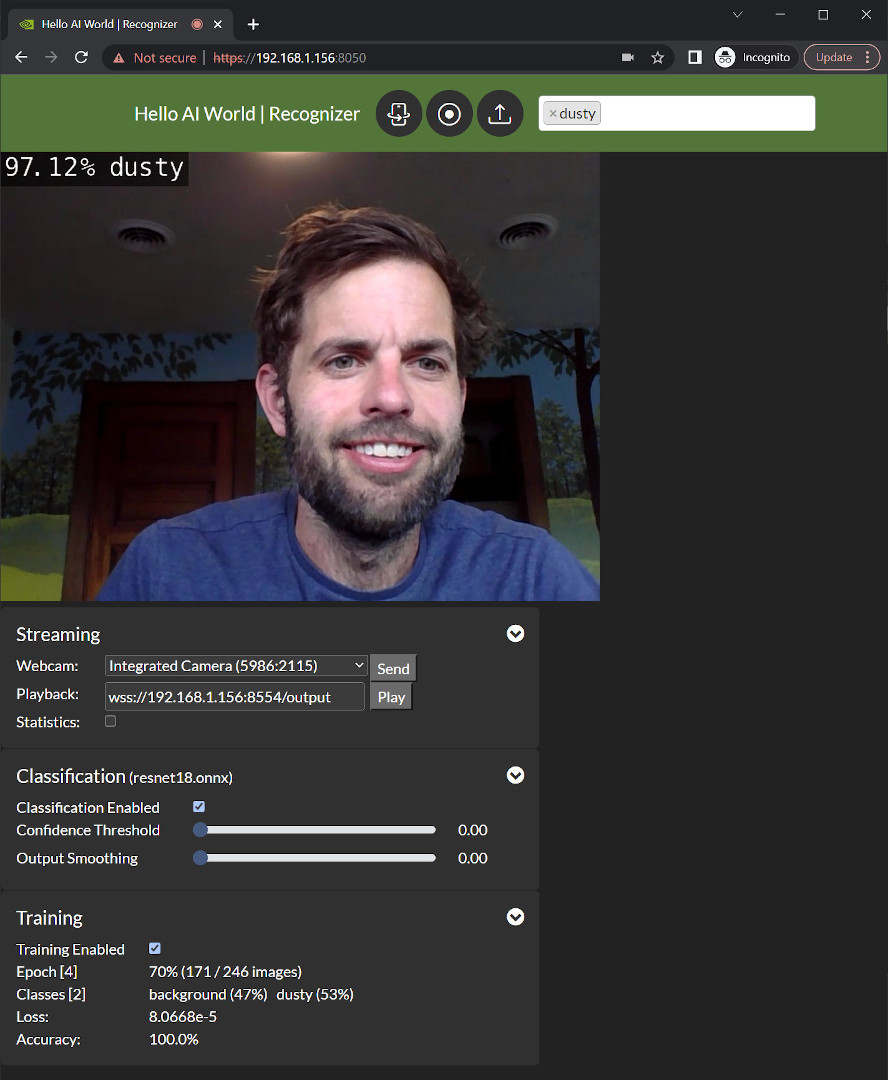 Hello AI World | Recognizer
Not secure | https://192.168.1.156:8050
Incognito
Update
Hello AI World | Recognizer
×dusty
97.12% dusty
Streaming
Webcam: Integrated Camera (5986:2115) Send
Playback: wss://192.168.1.156:8554/output Play
Statistics:
Classification (resnet18.onnx)
Classification Enabled
Confidence Threshold 0.00
Output Smoothing 0.00
Training
Training Enabled
Epoch [4] 70% (171 / 246 images)
Classes [2] background (47%) dusty (53%)
Loss: 8.0668e-5
Accuracy: 100.0%